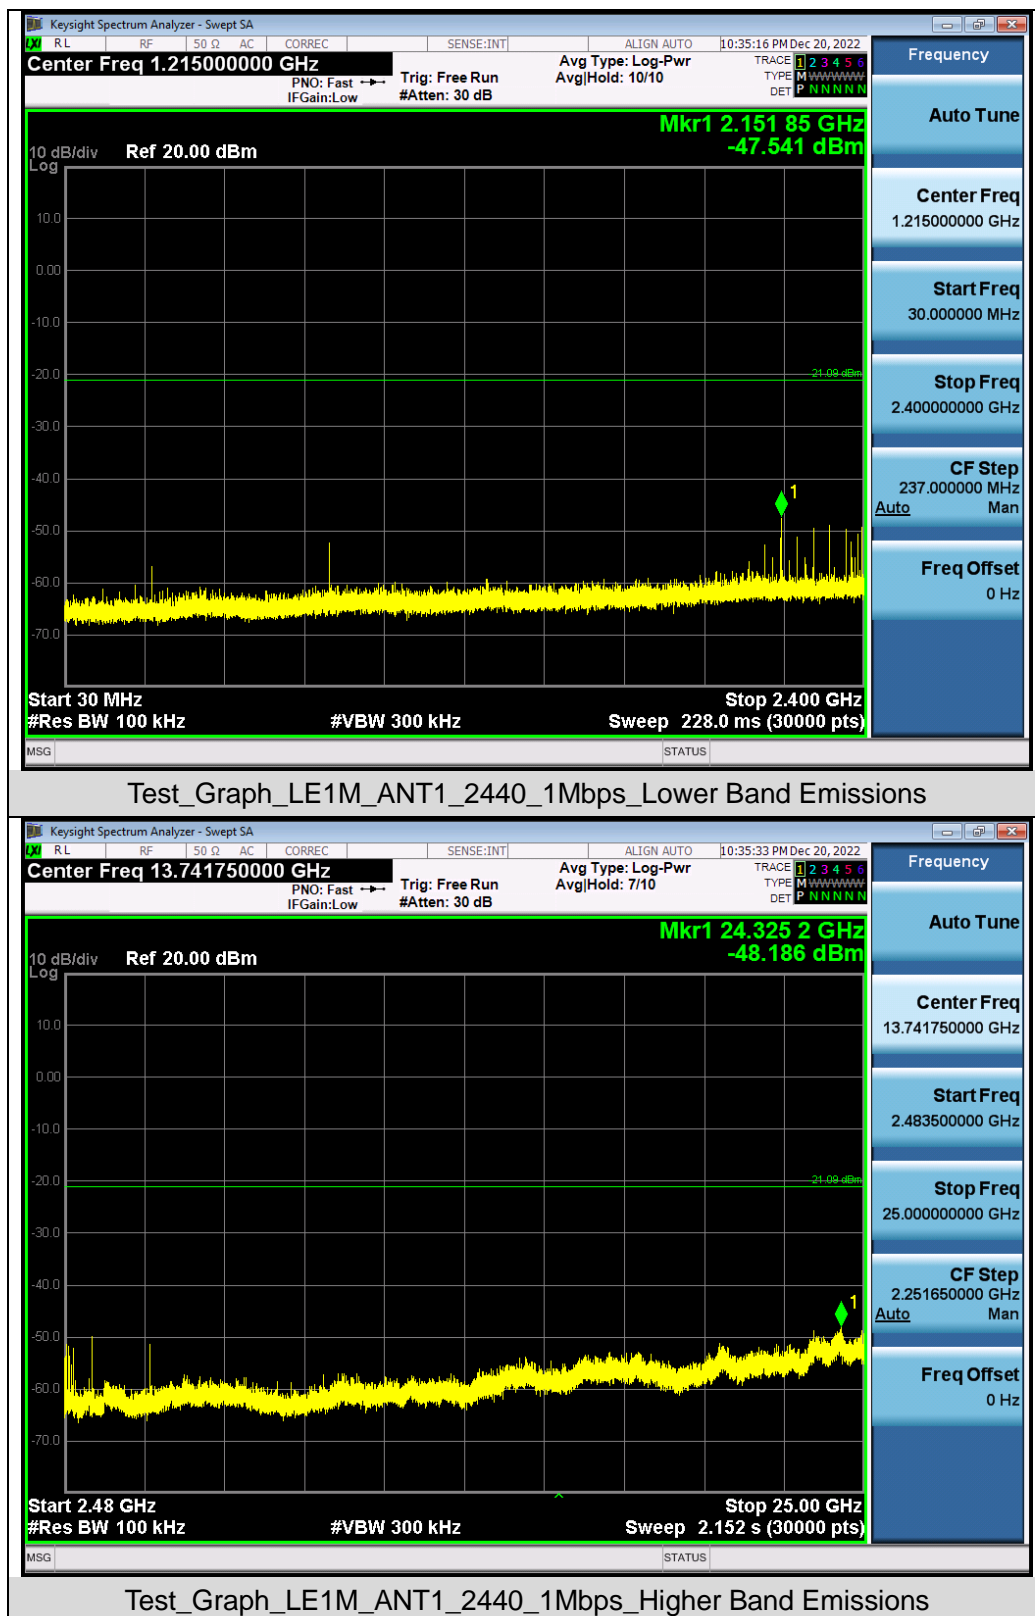 Keysight Spectrum Analyzer - Swept SA
LXI RL RF 50 Ω AC CORREC SENSE:INT ALIGN AUTO 10:35:16 PM Dec 20, 2022
Center Freq 1.215000000 GHz
PNO: Fast
IFGain:Low
Trig: Free Run
#Atten: 30 dB
Avg Type: Log-Pwr
Avg|Hold: 10/10
TRACE 1 2 3 4 5 6
TYPE M WWWWW
DET P N N N N N
Mkr1 2.151 85 GHz
-47.541 dBm
10 dB/div Ref 20.00 dBm
Log
10.0
0.00
-10.0
-20.0
-21.09 dBm
-30.0
-40.0
1
-50.0
-60.0
-70.0
Start 30 MHz Stop 2.400 GHz
#Res BW 100 kHz #VBW 300 kHz Sweep 228.0 ms (30000 pts)
MSG STATUS
Frequency
Auto Tune
Center Freq
1.215000000 GHz
Start Freq
30.000000 MHz
Stop Freq
2.400000000 GHz
CF Step
237.000000 MHz
Auto Man
Freq Offset
0 Hz
Test_Graph_LE1M_ANT1_2440_1Mbps_Lower Band Emissions
Keysight Spectrum Analyzer - Swept SA
LXI RL RF 50 Ω AC CORREC SENSE:INT ALIGN AUTO 10:35:33 PM Dec 20, 2022
Center Freq 13.741750000 GHz
PNO: Fast
IFGain:Low
Trig: Free Run
#Atten: 30 dB
Avg Type: Log-Pwr
Avg|Hold: 7/10
TRACE 1 2 3 4 5 6
TYPE M WWWWW
DET P N N N N N
Mkr1 24.325 2 GHz
-48.186 dBm
10 dB/div Ref 20.00 dBm
Log
10.0
0.00
-10.0
-20.0
-21.09 dBm
-30.0
-40.0
1
-50.0
-60.0
-70.0
Start 2.48 GHz Stop 25.00 GHz
#Res BW 100 kHz #VBW 300 kHz Sweep 2.152 s (30000 pts)
MSG STATUS
Frequency
Auto Tune
Center Freq
13.741750000 GHz
Start Freq
2.483500000 GHz
Stop Freq
25.000000000 GHz
CF Step
2.251650000 GHz
Auto Man
Freq Offset
0 Hz
Test_Graph_LE1M_ANT1_2440_1Mbps_Higher Band Emissions